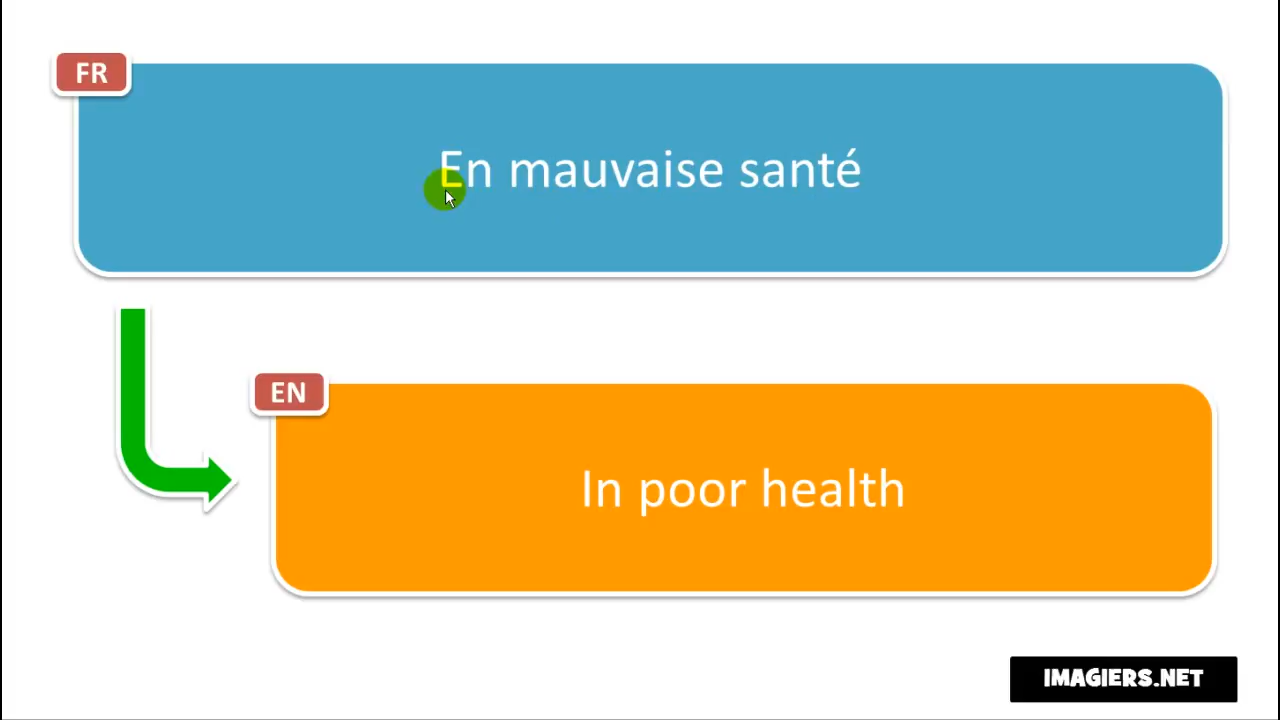 FR
En mauvaise santé
EN
In poor health
IMAGIERS.NET